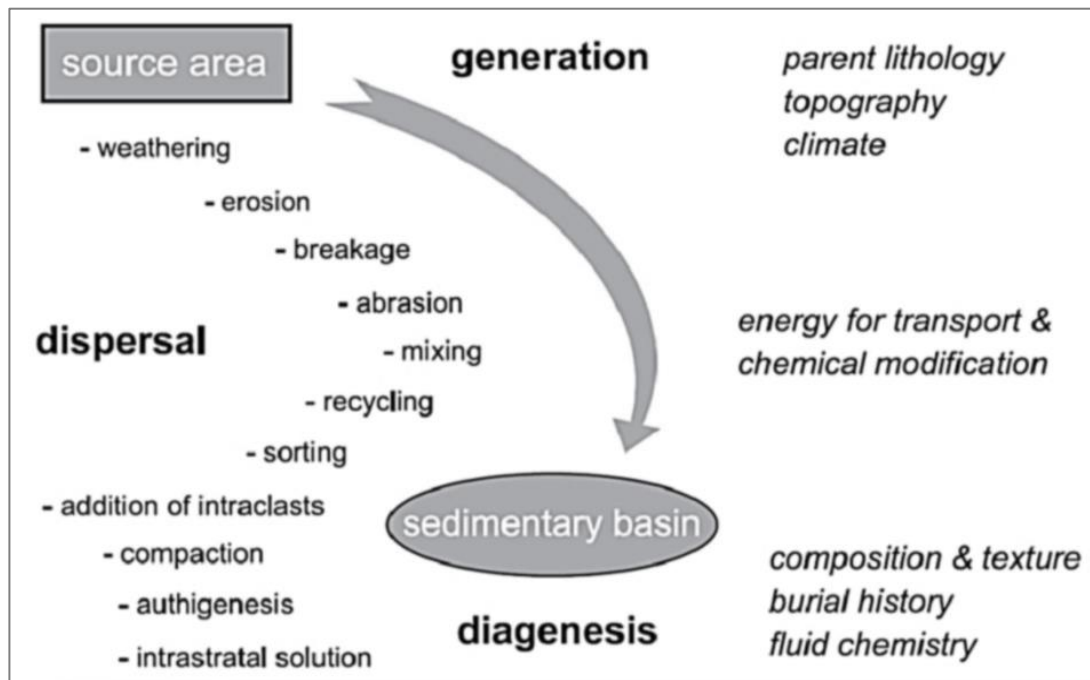 source area
generation
parent lithology
topography
climate
- weathering
- erosion
- breakage
- abrasion
dispersal
- mixing
energy for transport &
chemical modification
- recycling
- sorting
- addition of intraclasts
sedimentary basin
- compaction
- authigenesis
- intrastratal solution
diagenesis
composition & texture
burial history
fluid chemistry